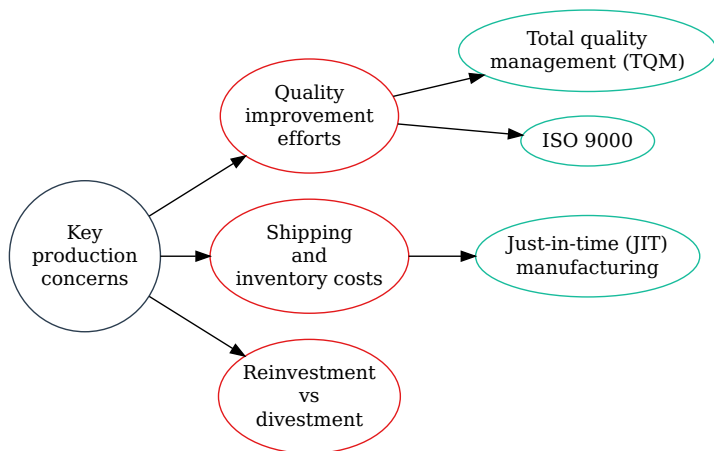 Key
production
concerns
Quality
improvement
efforts
Total quality
management (TQM)
ISO 9000
Shipping
and
inventory costs
Just-in-time (JIT)
manufacturing
Reinvestment
vs
divestment